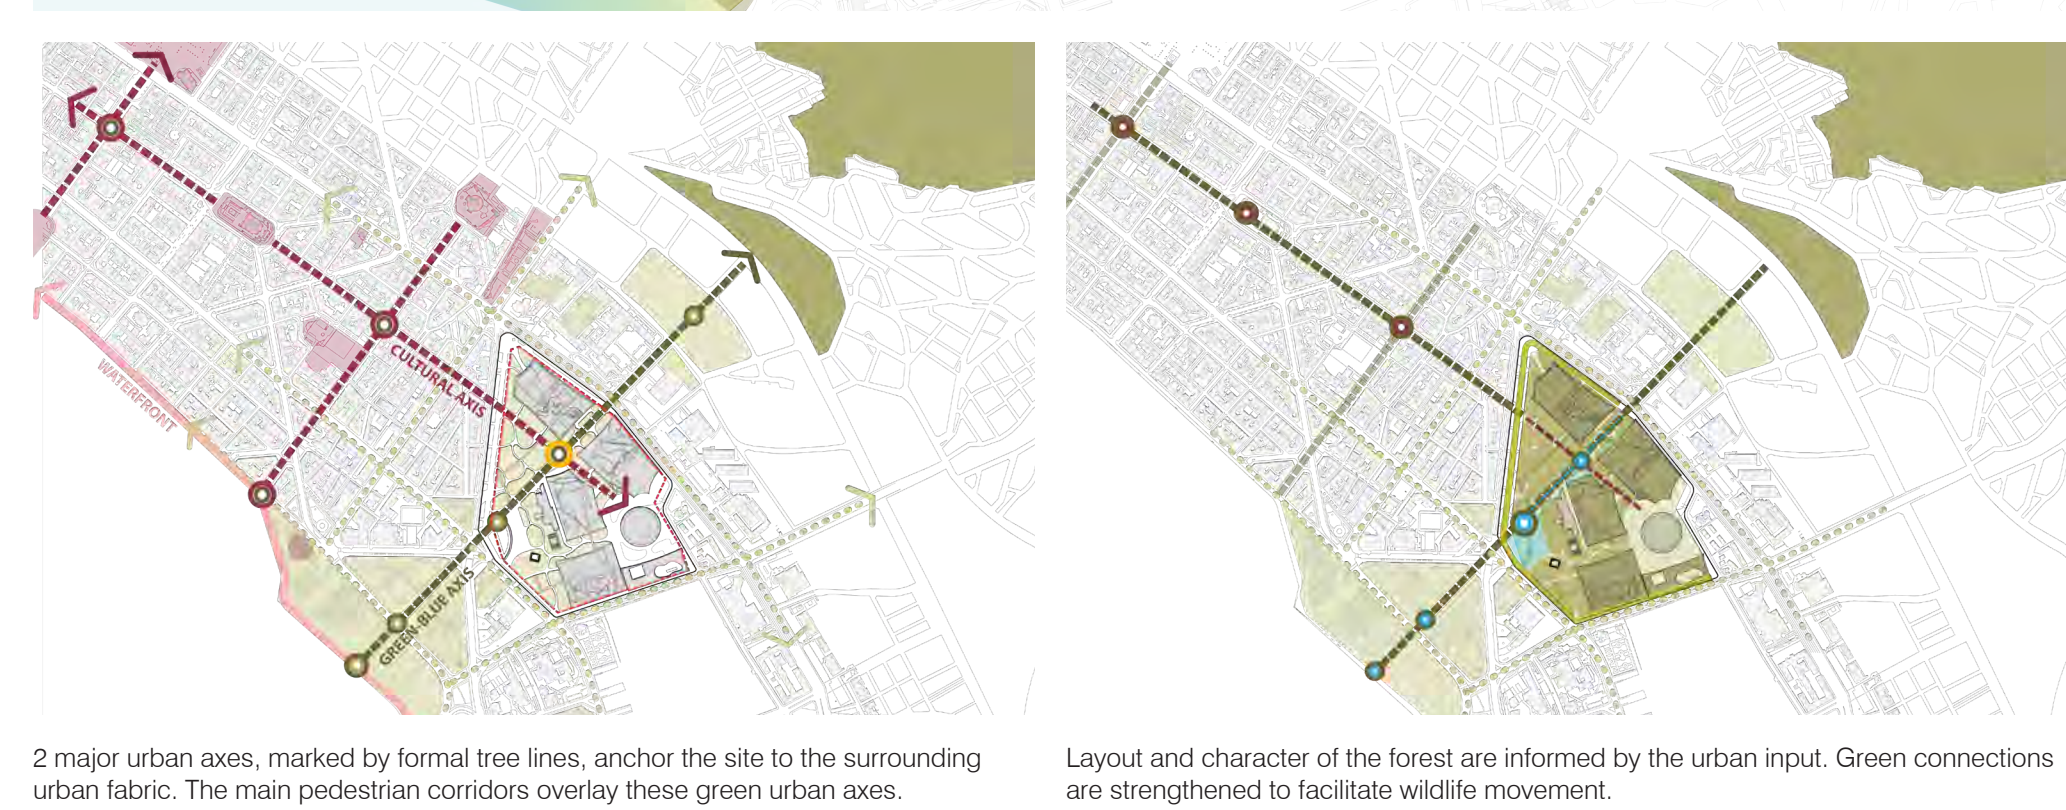 WATERFRONT
CULTURAL AXIS
GREEN-BLUE AXIS
2 major urban axes, marked by formal tree lines, anchor the site to the surrounding
urban fabric. The main pedestrian corridors overlay these green urban axes.
Layout and character of the forest are informed by the urban input. Green connections
are strengthened to facilitate wildlife movement.